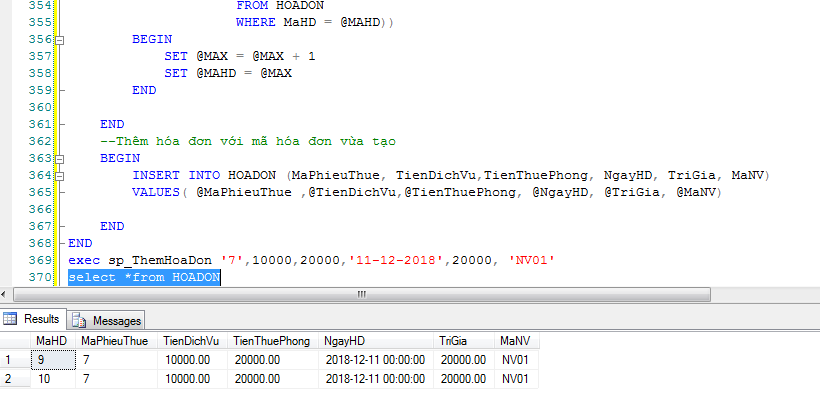 354 FROM HOADON
355 WHERE MaHD = @MAHD))
356 BEGIN
357 SET @MAX = @MAX + 1
358 SET @MAHD = @MAX
359 END
360
361 END
362 --Thêm hóa đơn với mã hóa đơn vừa tạo
363 BEGIN
364 INSERT INTO HOADON (MaPhieuThue, TienDichVu,TienThuePhong, NgayHD, TriGia, MaNV)
365 VALUES( @MaPhieuThue ,@TienDichVu,@TienThuePhong, @NgayHD, @TriGia, @MaNV)
366
367 END
368 END
369 exec sp_ThemHoaDon '7',10000,20000,'11-12-2018',20000, 'NV01'
370 select *from HOADON
Results Messages
MaHD MaPhieuThue TienDichVu TienThuePhong NgayHD TriGia MaNV
1 9 7 10000.00 20000.00 2018-12-11 00:00:00 20000.00 NV01
2 10 7 10000.00 20000.00 2018-12-11 00:00:00 20000.00 NV01